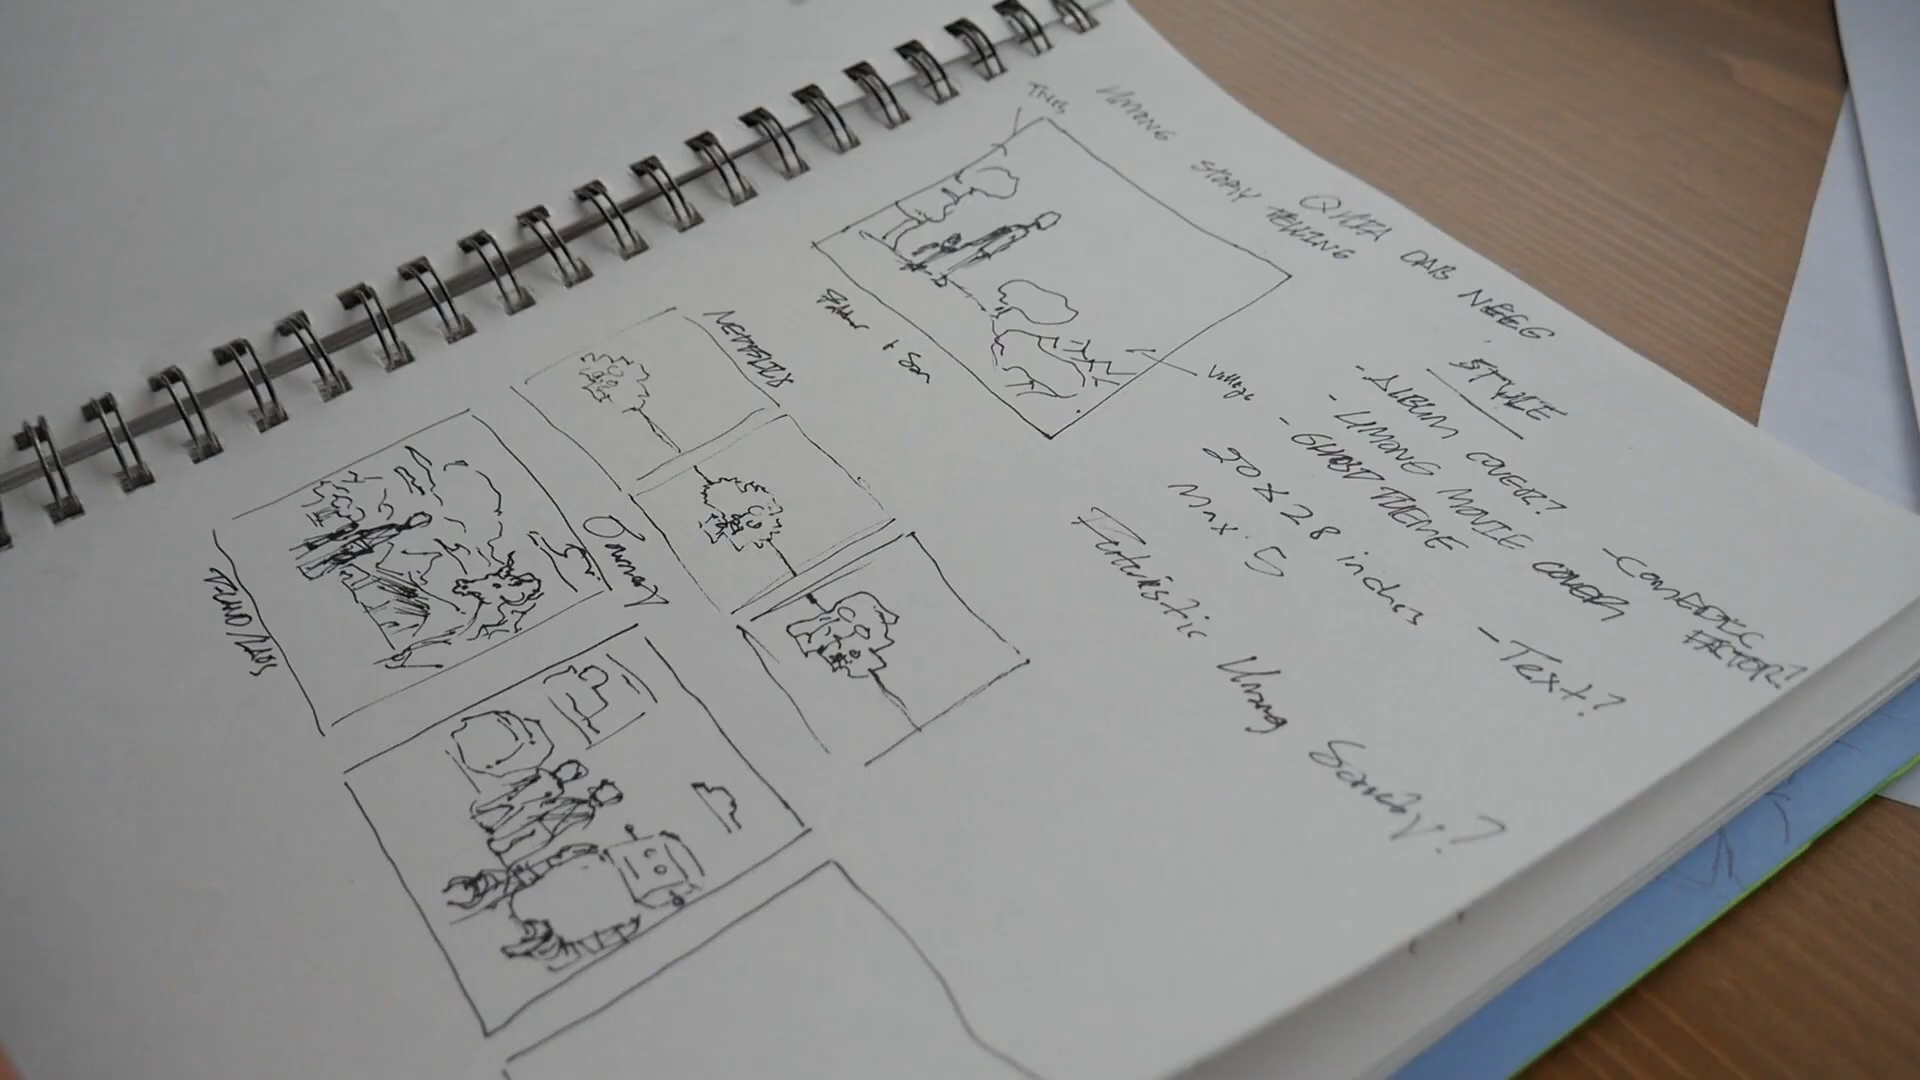 HMONG
STORY TELLING
QHIA DAB NEEG
STYLE
- ALBUM COVER?
- HMONG MOVIE COVER
- GHOST THEME
20 x 28 inches
Max. 5
- COMEDIC FACTOR?
- Text?
Futuristic Hmong Society?
Village
Father + Son